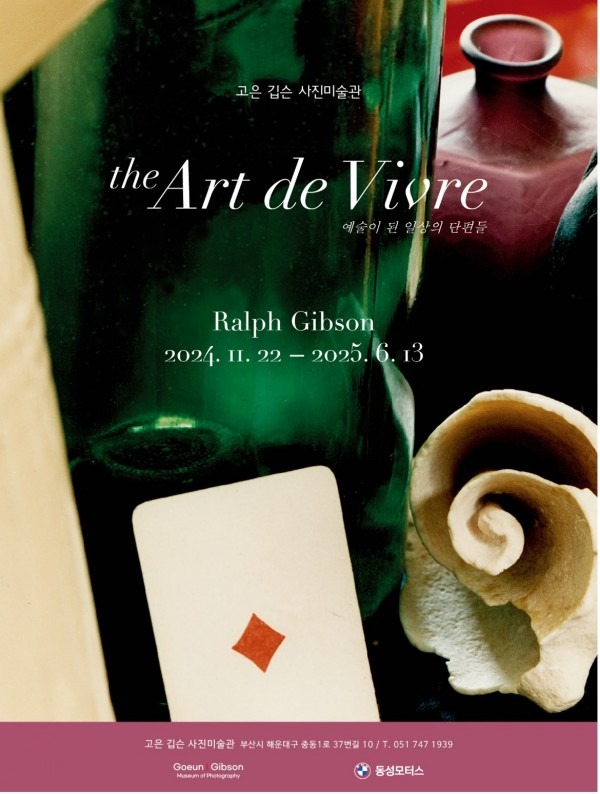 고은 깁슨 사진미술관
the Art de Vivre
예술이 된 일상의 단편들
Ralph Gibson
2024. 11. 22 – 2025. 6. 13
고은 깁슨 사진미술관 부산시 해운대구 중동1로 37번길 10 / T. 051 747 1939
Goeun | Gibson
Museum of Photography
BMW 동성모터스